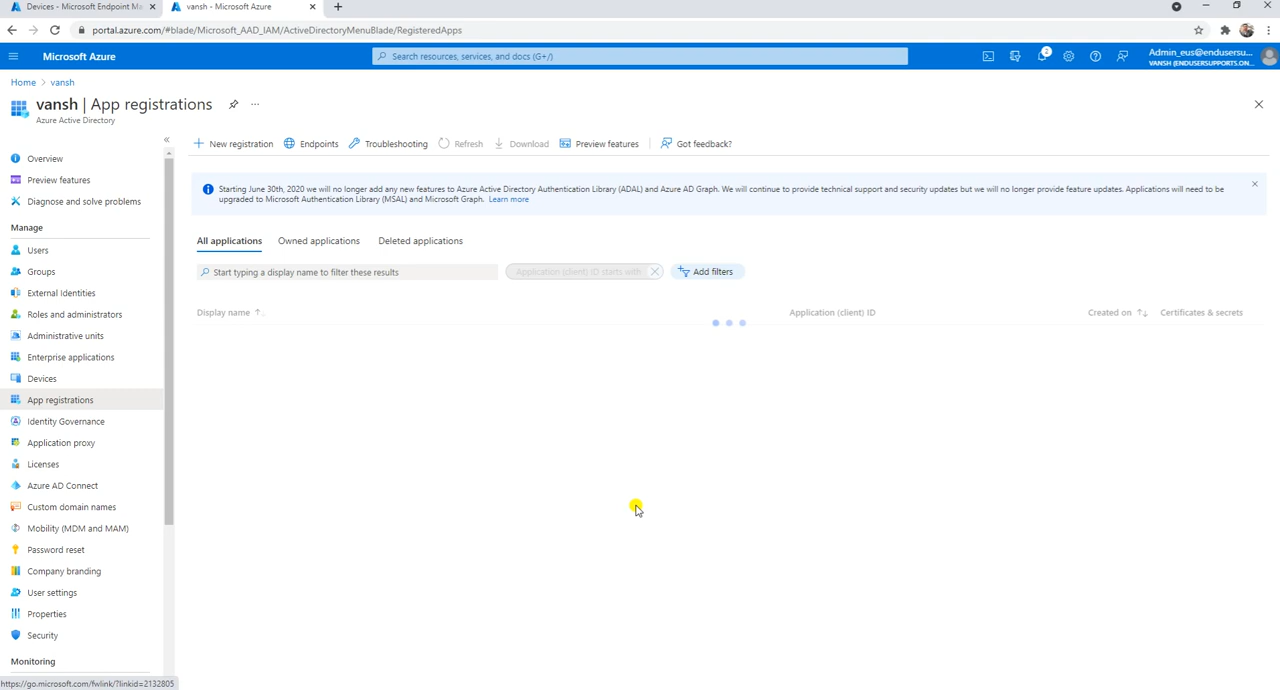 Devices - Microsoft Endpoint Ma
vansh - Microsoft Azure
portal.azure.com/#blade/Microsoft_AAD_IAM/ActiveDirectoryMenuBlade/RegisteredApps
Microsoft Azure
Search resources, services, and docs (G+/)
2
Admin_eus@endusersu...
VANSH (ENDUSERSUPPORTS.ON...
Home > vansh
vansh | App registrations
Azure Active Directory
New registration
Endpoints
Troubleshooting
Refresh
Download
Preview features
Got feedback?
Starting June 30th, 2020 we will no longer add any new features to Azure Active Directory Authentication Library (ADAL) and Azure AD Graph. We will continue to provide technical support and security updates but we will no longer provide feature updates. Applications will need to be
upgraded to Microsoft Authentication Library (MSAL) and Microsoft Graph. Learn more
All applications
Owned applications
Deleted applications
Start typing a display name to filter these results
Application (client) ID starts with
Add filters
Display name
Application (client) ID
Created on
Certificates & secrets
Overview
Preview features
Diagnose and solve problems
Manage
Users
Groups
External Identities
Roles and administrators
Administrative units
Enterprise applications
Devices
App registrations
Identity Governance
Application proxy
Licenses
Azure AD Connect
Custom domain names
Mobility (MDM and MAM)
Password reset
Company branding
User settings
Properties
Security
Monitoring
https://go.microsoft.com/fwlink/?linkid=2132805